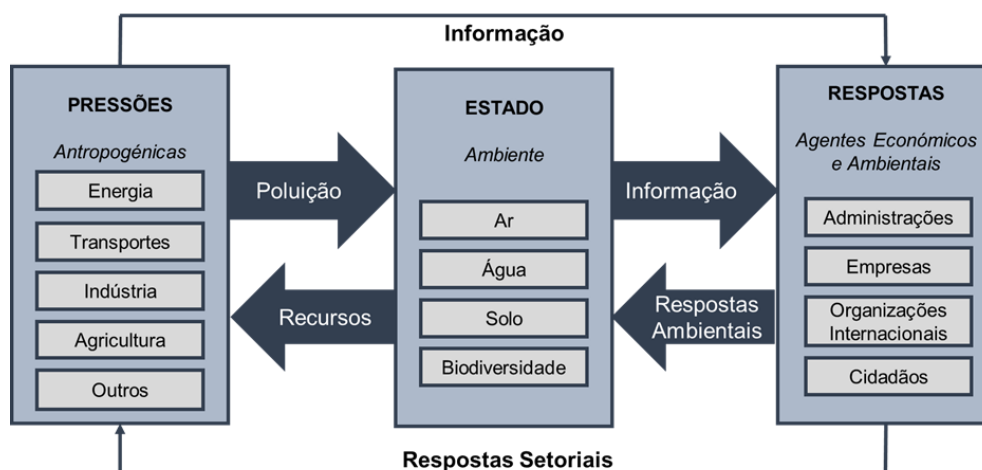 Informação
PRESSÕES
Antropogénicas
Energia
Transportes
Indústria
Agricultura
Outros
Poluição
Recursos
ESTADO
Ambiente
Ar
Água
Solo
Biodiversidade
Informação
Respostas
Ambientais
RESPOSTAS
Agentes Económicos
e Ambientais
Administrações
Empresas
Organizações
Internacionais
Cidadãos
Respostas Setoriais